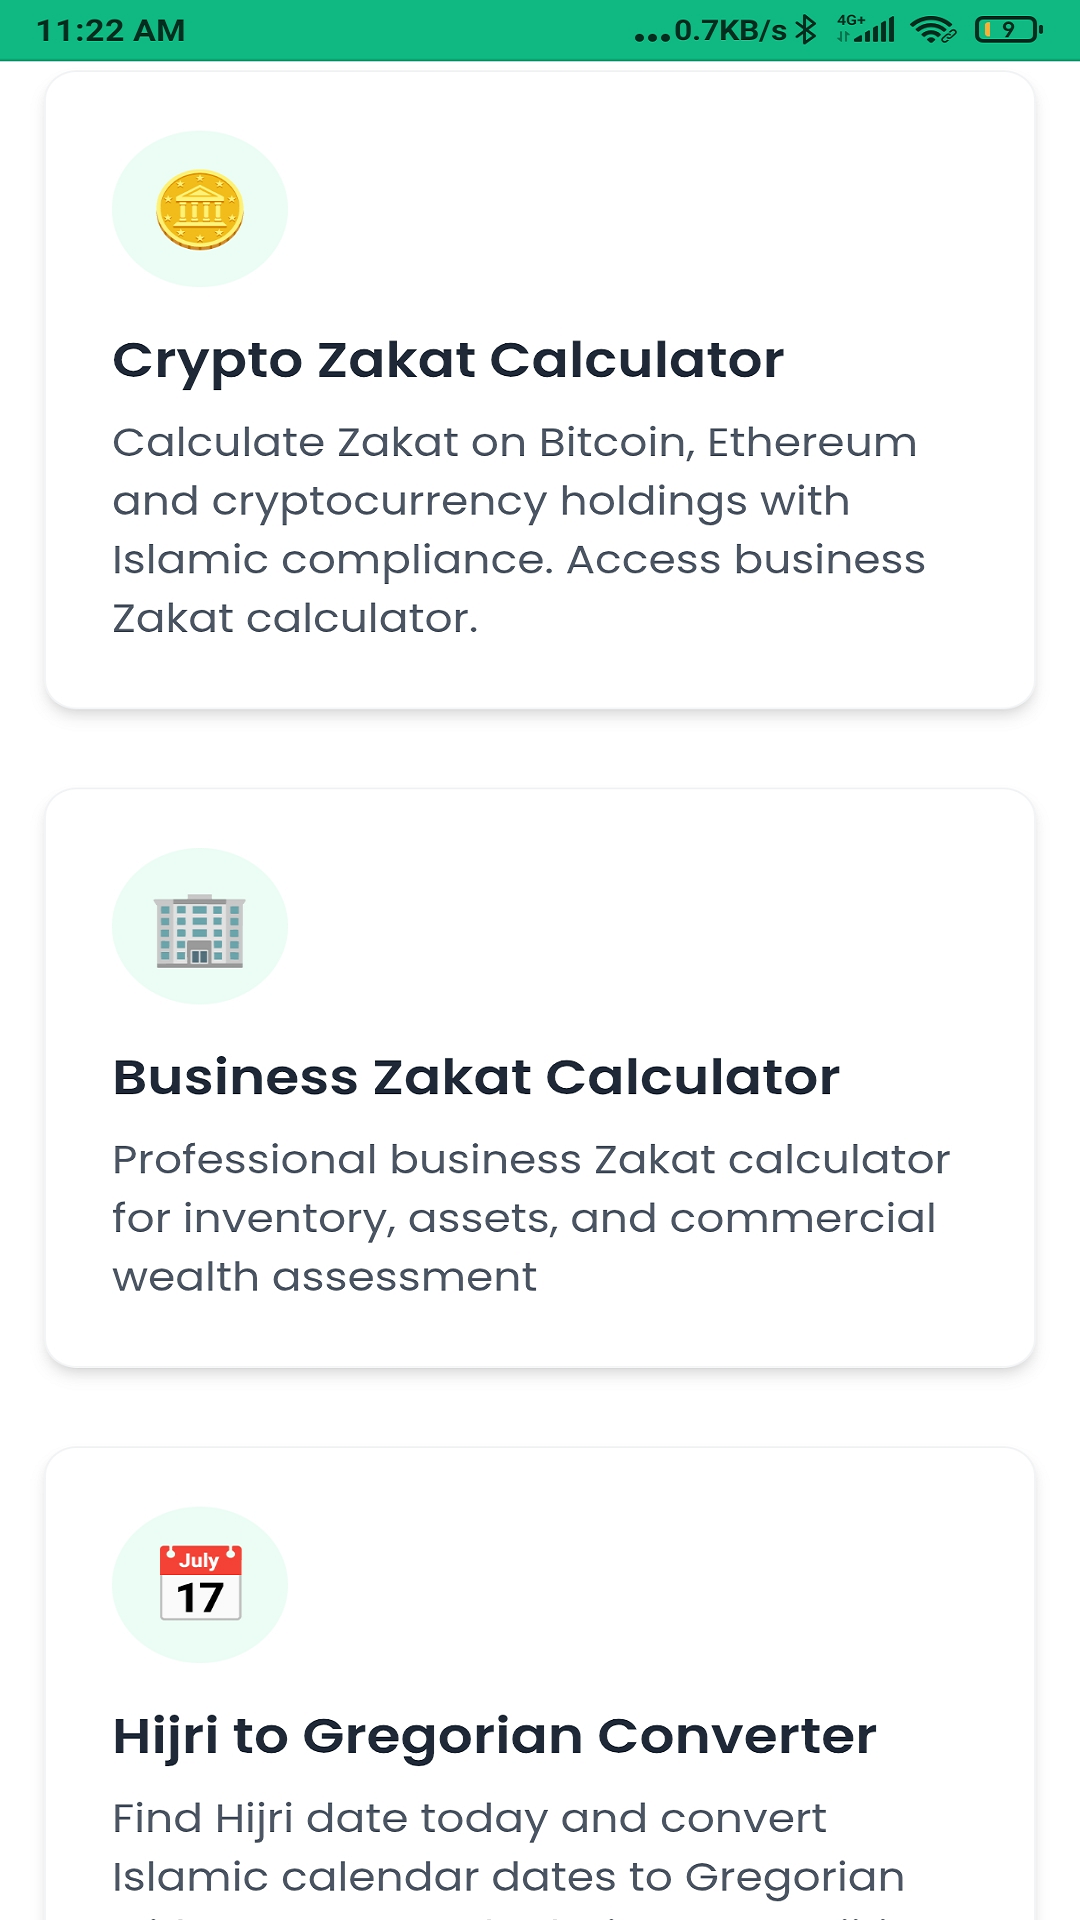 11:22 AM
...0.7KB/s 4G+ 9
Crypto Zakat Calculator
Calculate Zakat on Bitcoin, Ethereum
and cryptocurrency holdings with
Islamic compliance. Access business
Zakat calculator.
Business Zakat Calculator
Professional business Zakat calculator
for inventory, assets, and commercial
wealth assessment
July
17
Hijri to Gregorian Converter
Find Hijri date today and convert
Islamic calendar dates to Gregorian